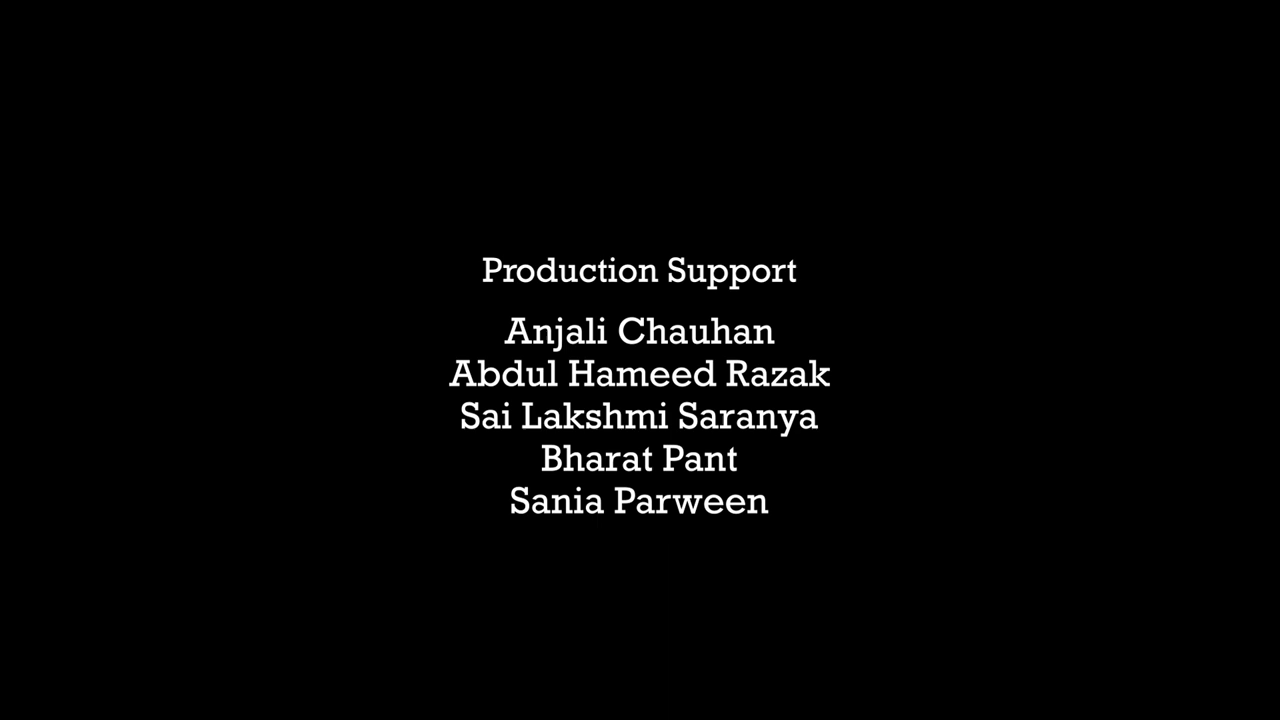 Production Support
Anjali Chauhan
Abdul Hameed Razak
Sai Lakshmi Saranya
Bharat Pant
Sania Parween